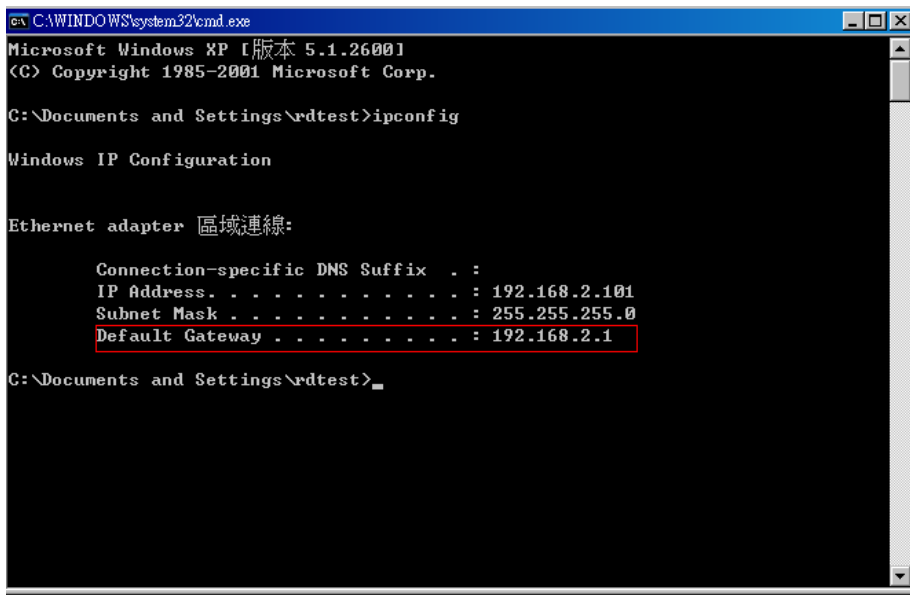 C:\WINDOWS\system32\cmd.exe
Microsoft Windows XP [版本 5.1.2600]
(C) Copyright 1985-2001 Microsoft Corp.
C:\Documents and Settings\rdtest>ipconfig
Windows IP Configuration
Ethernet adapter 區域連線:
Connection-specific DNS Suffix  . :
IP Address. . . . . . . . . . . . : 192.168.2.101
Subnet Mask . . . . . . . . . . . : 255.255.255.0
Default Gateway . . . . . . . . . : 192.168.2.1
C:\Documents and Settings\rdtest>_